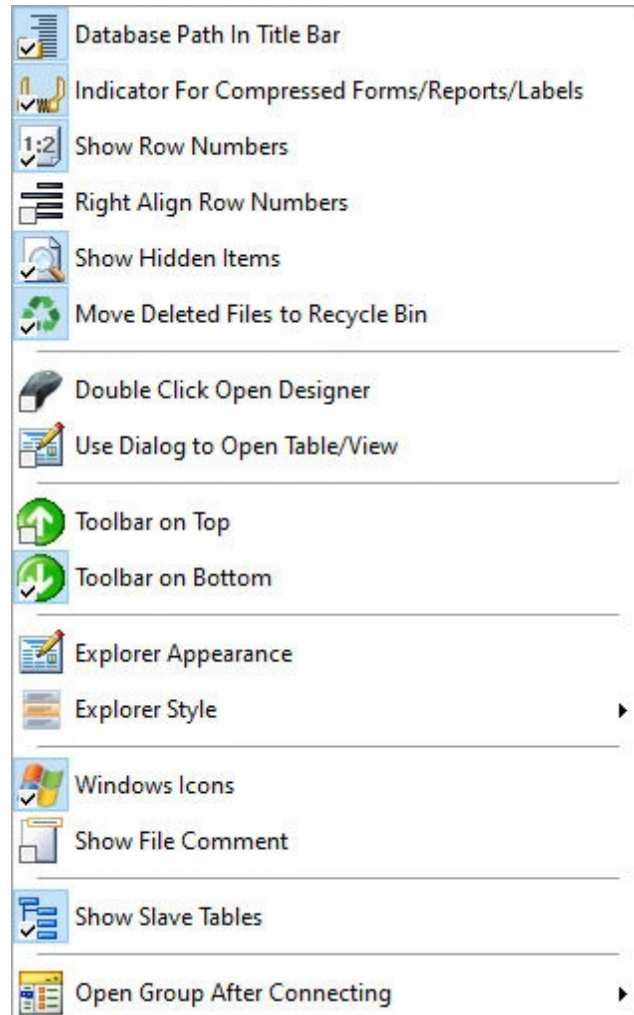 Database Path In Title Bar
Indicator For Compressed Forms/Reports/Labels
1:2
Show Row Numbers
Right Align Row Numbers
Show Hidden Items
Move Deleted Files to Recycle Bin
Double Click Open Designer
Use Dialog to Open Table/View
Toolbar on Top
Toolbar on Bottom
Explorer Appearance
Explorer Style
Windows Icons
Show File Comment
Show Slave Tables
Open Group After Connecting